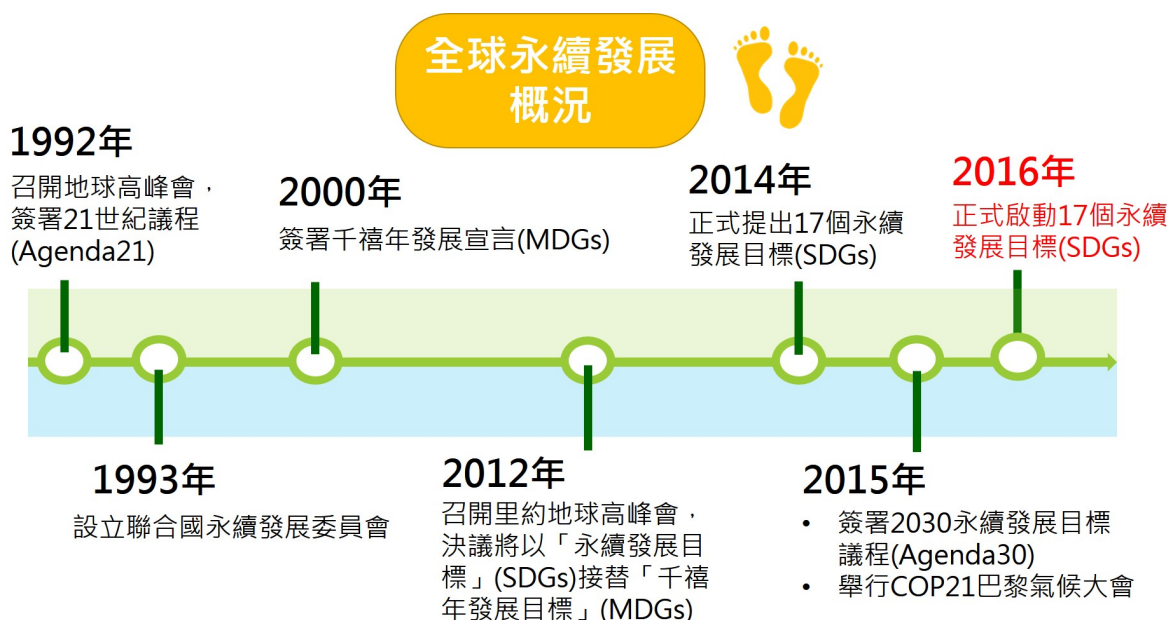 全球永續發展
概況
1992年
召開地球高峰會，
簽署21世紀議程
(Agenda21)
1993年
設立聯合國永續發展委員會
2000年
簽署千禧年發展宣言(MDGs)
2012年
召開里約地球高峰會，
決議將以「永續發展目
標」(SDGs)接替「千禧
年發展目標」(MDGs)
2014年
正式提出17個永續
發展目標(SDGs)
2015年
• 簽署2030永續發展目標
議程(Agenda30)
• 舉行COP21巴黎氣候大會
2016年
正式啟動17個永續
發展目標(SDGs)